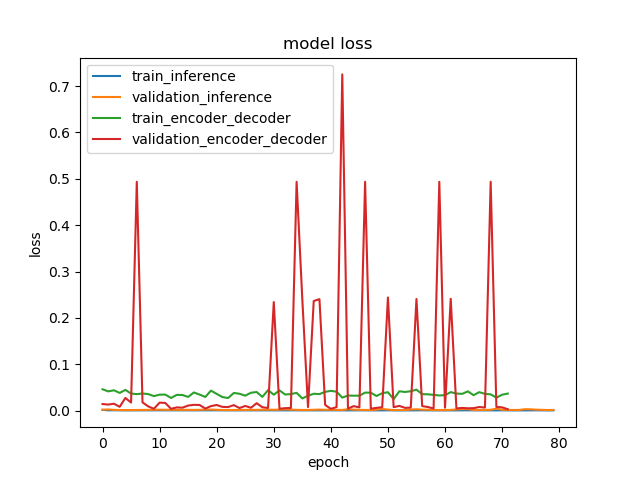 model loss
train_inference
validation_inference
train_encoder_decoder
validation_encoder_decoder
0.7
0.6
0.5
0.4
0.3
0.2
0.1
0.0
loss
0 10 20 30 40 50 60 70 80
epoch